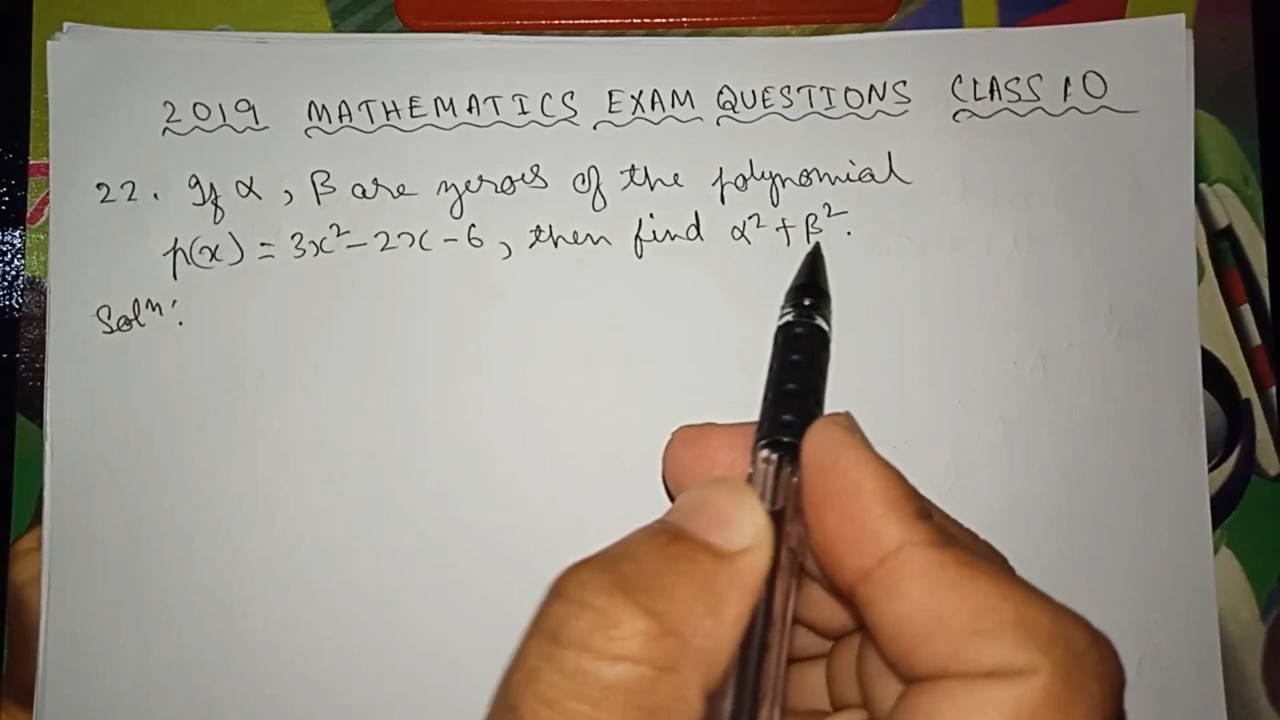 2019 MATHEMATICS EXAM QUESTIONS CLASS 10
22. If α, β are zeroes of the polynomial
p(x) = 3x² - 2x - 6, then find α² + β².
Solⁿ: